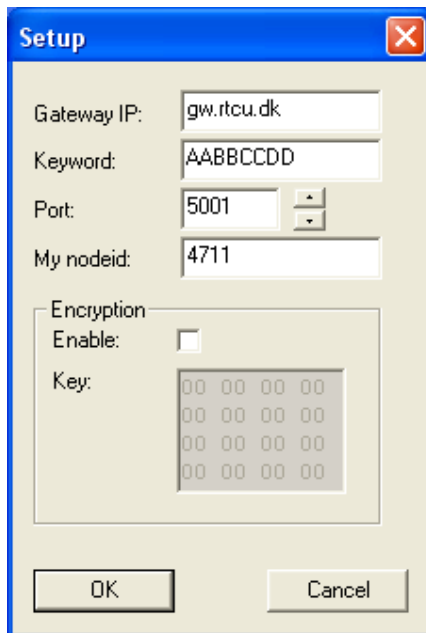 Setup
Gateway IP: gw.rtcu.dk
Keyword: AABBCCDD
Port: 5001
My nodeid: 4711
Encryption
Enable:
Key: 00 00 00 00
00 00 00 00
00 00 00 00
00 00 00 00
OK Cancel